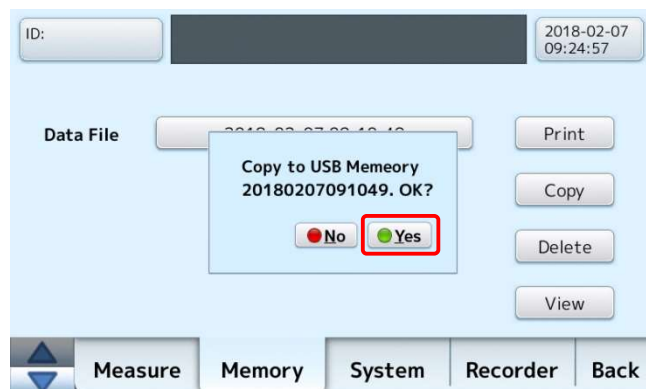 ID:
2018-02-07
09:24:57
Data File
Print
Copy to USB Memeory
20180207091049. OK?
No
Yes
Copy
Delete
View
Measure
Memory
System
Recorder
Back